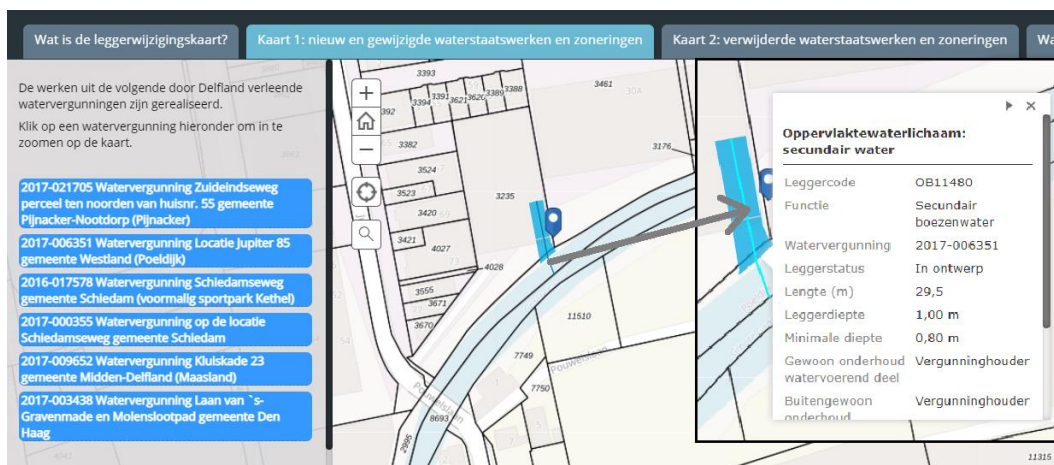 Wat is de leggerwijzigingskaart?
Kaart 1: nieuw en gewijzigde waterstaatswerken en zoneringen
Kaart 2: verwijderde waterstaatswerken en zoneringen
Wa
De werken uit de volgende door Delfland verleende
watervergunningen zijn gerealiseerd.
Klik op een watervergunning hieronder om in te
zoomen op de kaart.
2017-021705 Watervergunning Zuideindseweg
perceel ten noorden van huisnr. 55 gemeente
Pijnacker-Nootdorp (Pijnacker)
2017-006351 Watervergunning Locatie Jupiter 85
gemeente Westland (Poeldijk)
2016-017578 Watervergunning Schiedamseweg
gemeente Schiedam (voormalig sportpark Kethel)
2017-000355 Watervergunning op de locatie
Schiedamseweg gemeente Schiedam
2017-009652 Watervergunning Kluiskade 23
gemeente Midden-Delfland (Maasland)
2017-003438 Watervergunning Laan van `s-
Gravenmade en Molenslootpad gemeente Den
Haag
3393
3394
3391
3621
3620
3389
3388
392
3382
3524
3523
3420
3421
4027
4028
3555
3671
3670
3235
3461
30A
3176
11510
7749
7750
8693
2995
Pouwelslaan
Pouwelslaan
11315
Oppervlaktewaterlichaam:
secundair water
Leggercode OB11480
Functie Secundair
boezenwater
Watervergunning 2017-006351
Leggerstatus In ontwerp
Lengte (m) 29,5
Leggerdiepte 1,00 m
Minimale diepte 0,80 m
Gewoon onderhoud Vergunninghouder
watervoerend deel
Buitengewoon Vergunninghouder
onderhoud